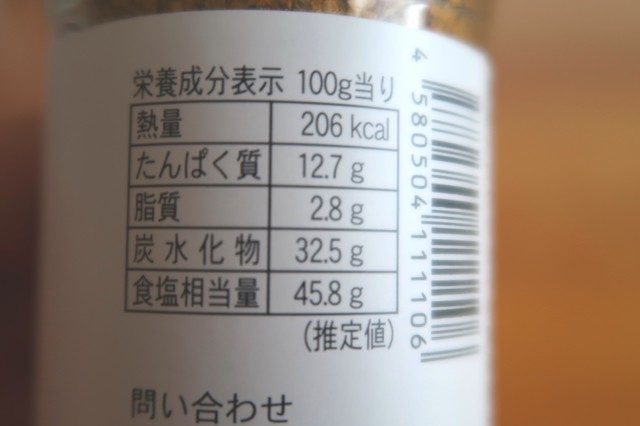 栄養成分表示 100g当り
熱量 206 kcal
たんぱく質 12.7 g
脂質 2.8 g
炭水化物 32.5 g
食塩相当量 45.8 g
(推定値)
問い合わせ
4 580504 111106